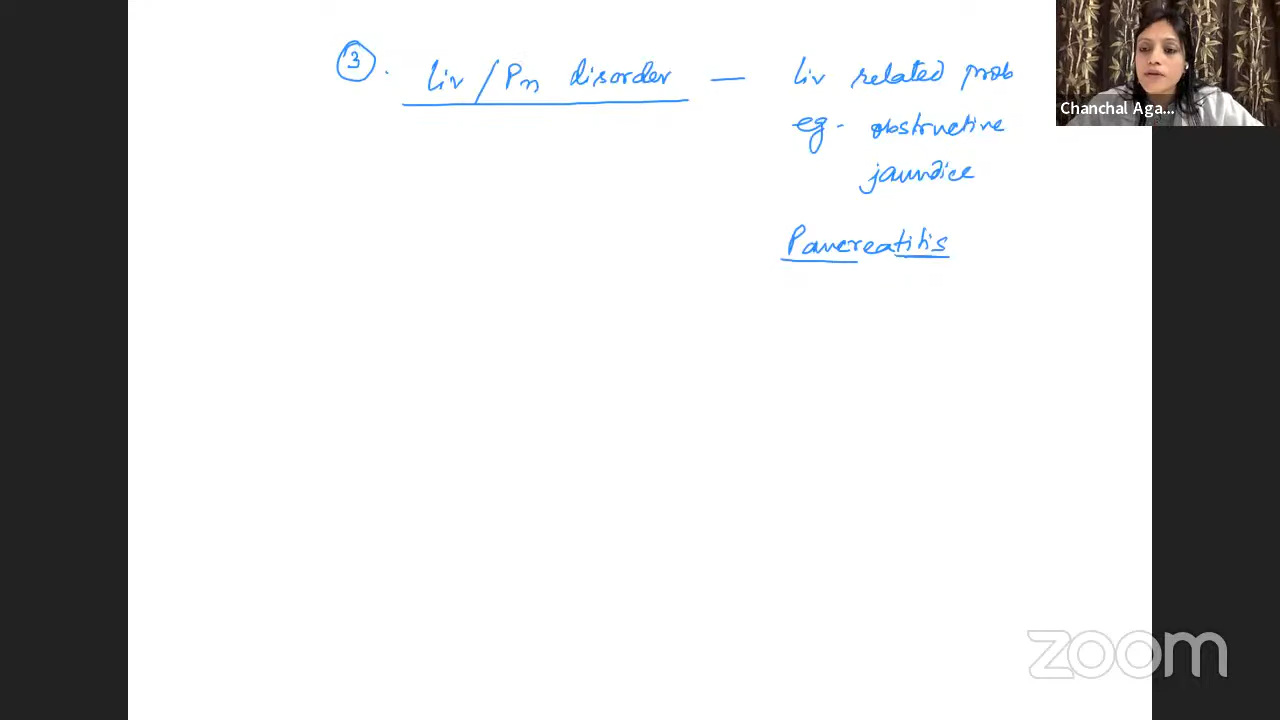 3.
Liv / Pn disorder — Liv related prob
eg - obstructive
jaundice
Pancreatitis
Chanchal Aga...
zoom